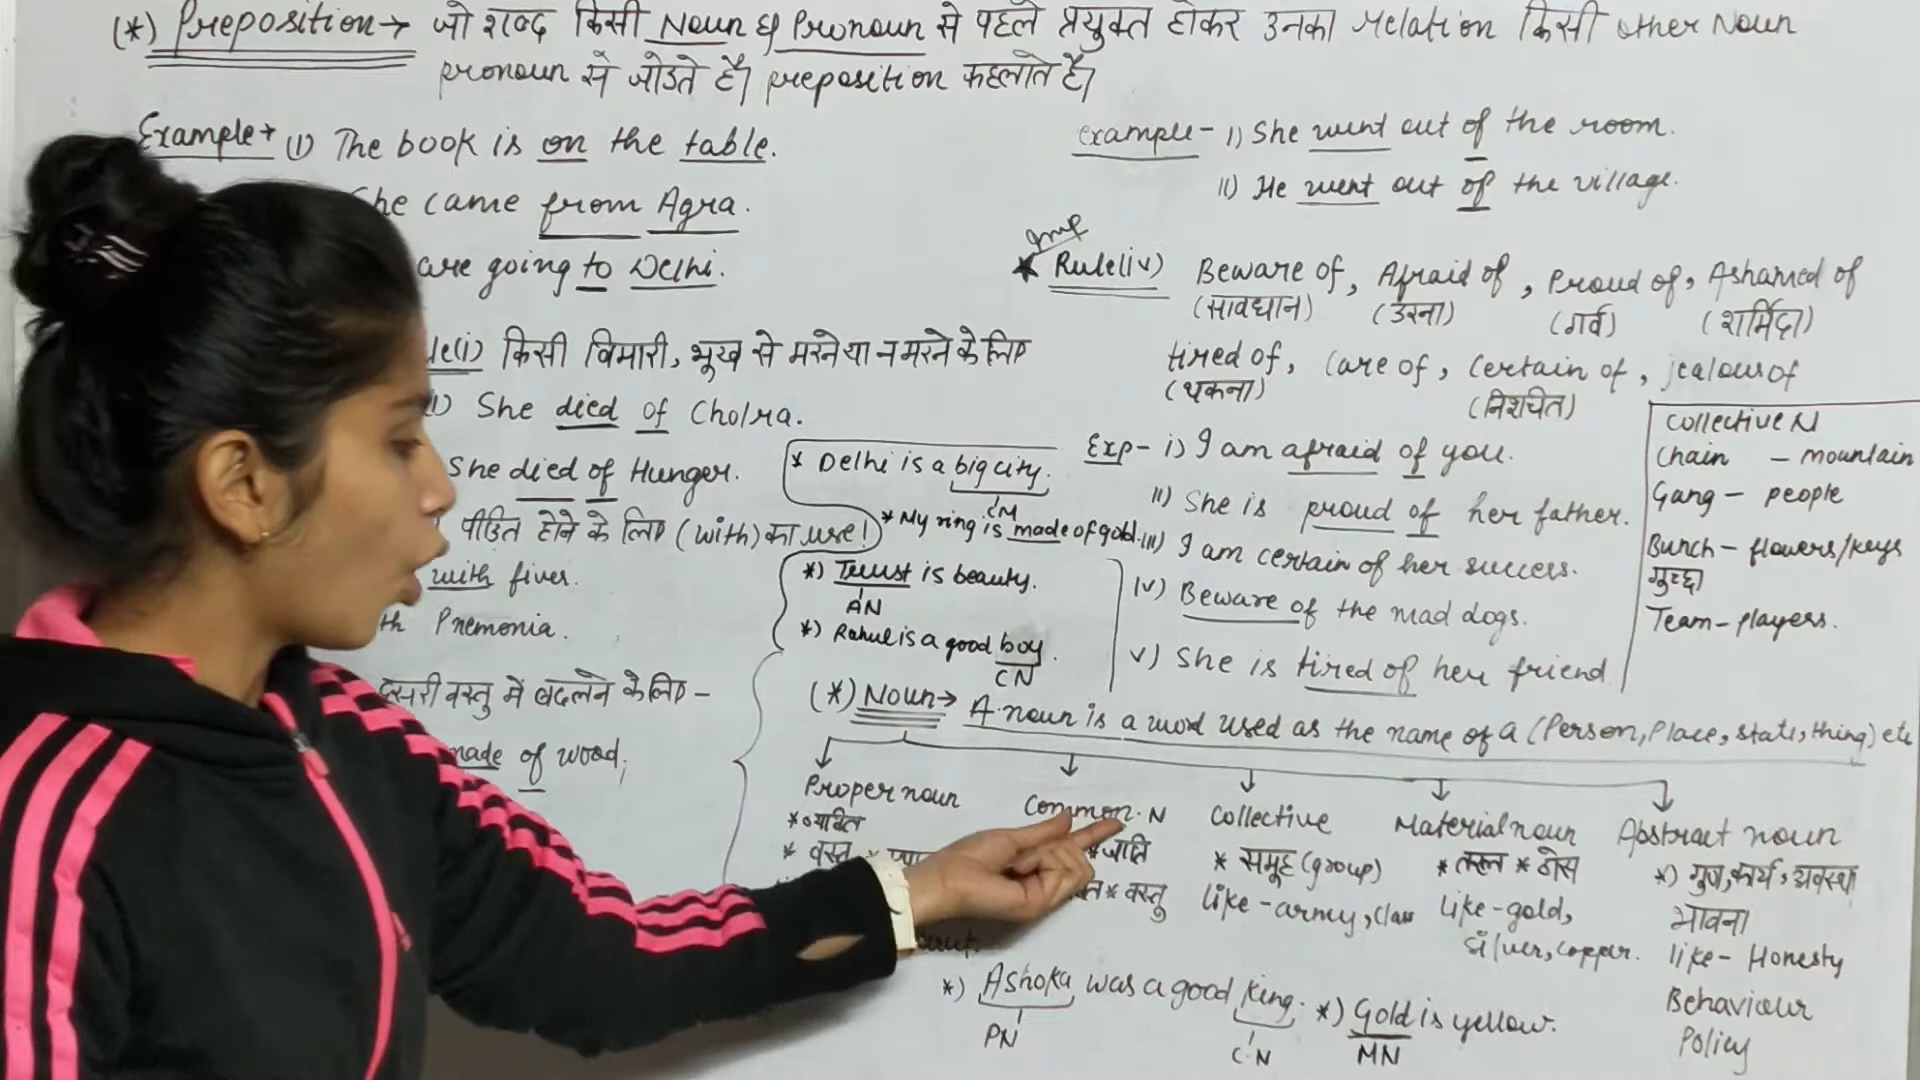 (*) Preposition → जो शब्द किसी Noun & Pronoun से पहले प्रयुक्त होकर उनका relation किसी other Noun
pronoun से जोडते हैं। preposition कहलाते हैं।
Example → (1) The book is on the table.
he came from Agra.
are going to Delhi.
le(i) किसी विमारी, भूख से मरने या न मरने के लिए
1) She died of Cholra.
She died of Hunger.
पीडित होने के लिए (with) का use!
with fiver.
th Pnemonia.
दुसरी वस्तु में बदलने के लिए -
made of wood,
example - i) She went out of the room.
ii) He went out of the village.
Imp
★ Rule(iv) Beware of, Afraid of, Proud of, Ashamed of
(सावधान) (डरना) (गर्व) (शर्मिंदा)
tired of, Care of, Certain of, jealous of
(थकना) (निशचित)
Exp - i) I am afraid of you.
ii) She is proud of her father.
iii) I am certain of her success.
iv) Beware of the mad dogs.
v) She is tired of her friend
Collective N
Chain - mountain
Gang - people
Bunch - flowers/keys
गुच्छा
Team - players.
* Delhi is a big city.
CN
* My ring is made of gold.
*) Trust is beauty.
AN
*) Rahul is a good boy.
CN
(*) Noun → A noun is a word used as the name of a (Person, Place, state, thing) etc
Proper noun
* व्यक्ति
* वस्तु
Common. N
* जाति
* वस्तु
Collective
* समूह (group)
like - army, class
Material noun
* तरल * ठोस
Like - gold,
silver, copper.
Abstract noun
*) गुण, कार्य, अवस्था
भावना
like - Honesty
Behaviour
Policy
*) Ashoka was a good king.
PN
C.N
*) Gold is yellow.
MN